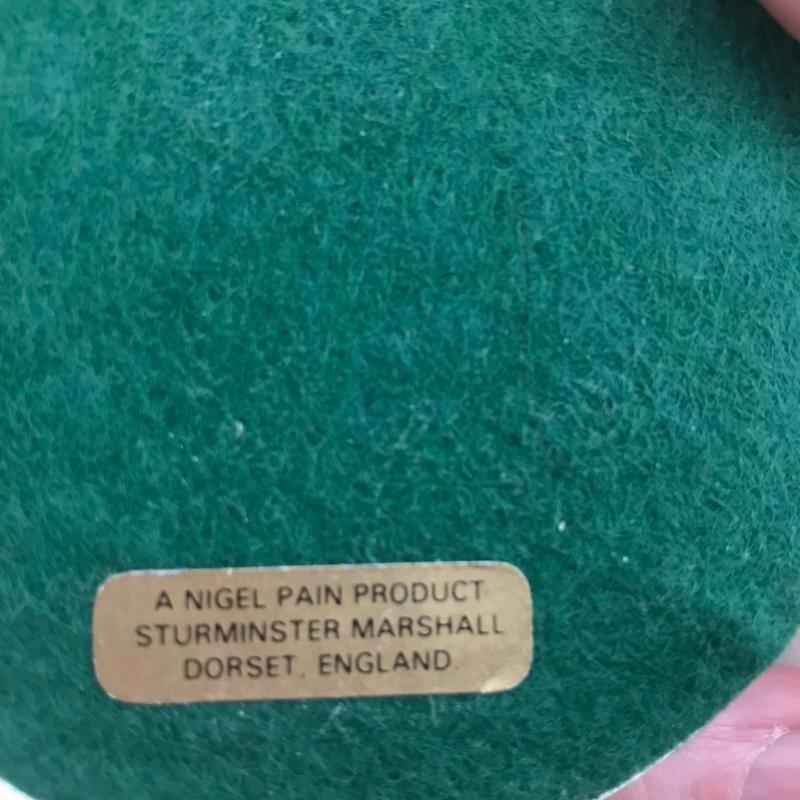 A NIGEL PAIN PRODUCT
STURMINSTER MARSHALL
DORSET, ENGLAND.